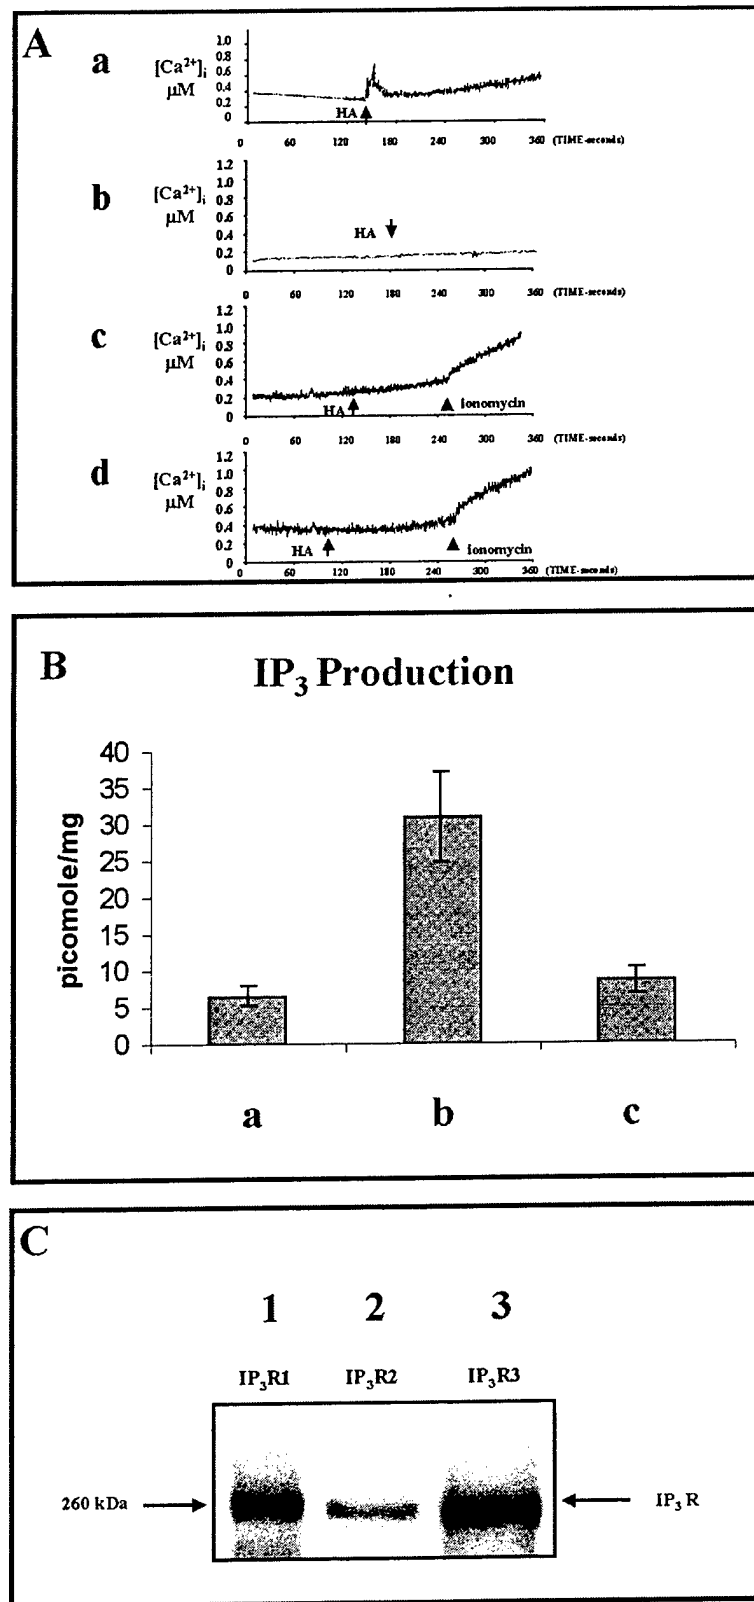 A
a
[Ca²⁺]ᵢ
μM
1.0
0.8
0.6
0.4
0.2
0
HA
0 60 120 180 240 300 360 (TIME-seconds)
b
[Ca²⁺]ᵢ
μM
1.2
1.0
0.8
0.6
0.4
0.2
0
HA
0 60 120 180 240 300 360 (TIME-seconds)
c
[Ca²⁺]ᵢ
μM
1.2
1.0
0.8
0.6
0.4
0.2
0
HA
Ionomycin
0 60 120 180 240 300 360 (TIME-seconds)
d
[Ca²⁺]ᵢ
μM
1.2
1.0
0.8
0.6
0.4
0.2
0
HA
Ionomycin
0 60 120 180 240 300 360 (TIME-seconds)
B
IP₃ Production
picomole/mg
40
35
30
25
20
15
10
5
0
a b c
C
1 2 3
IP₃R1 IP₃R2 IP₃R3
260 kDa
IP₃ R